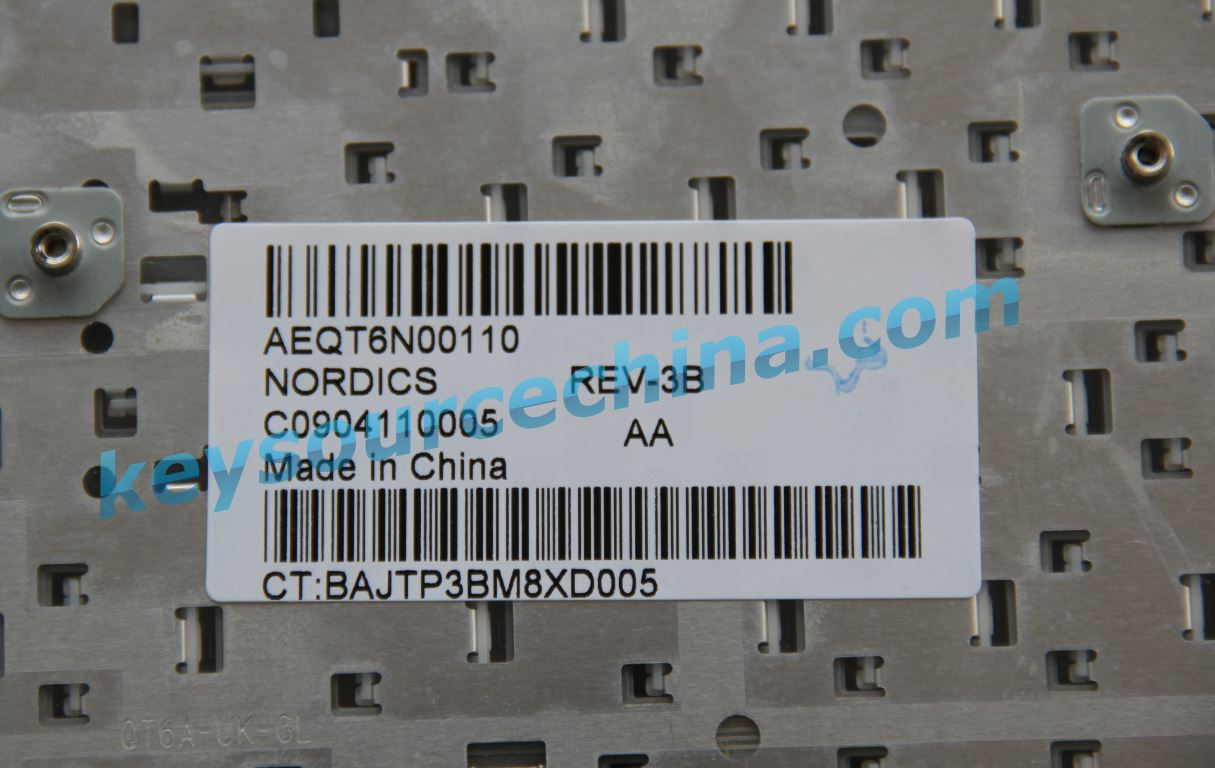 AEQT6N00110
NORDICS REV-3B
C0904110005 AA
Made in China
CT:BAJTP3BM8XD005
keysourcechina.com
QT6A-UK-GL